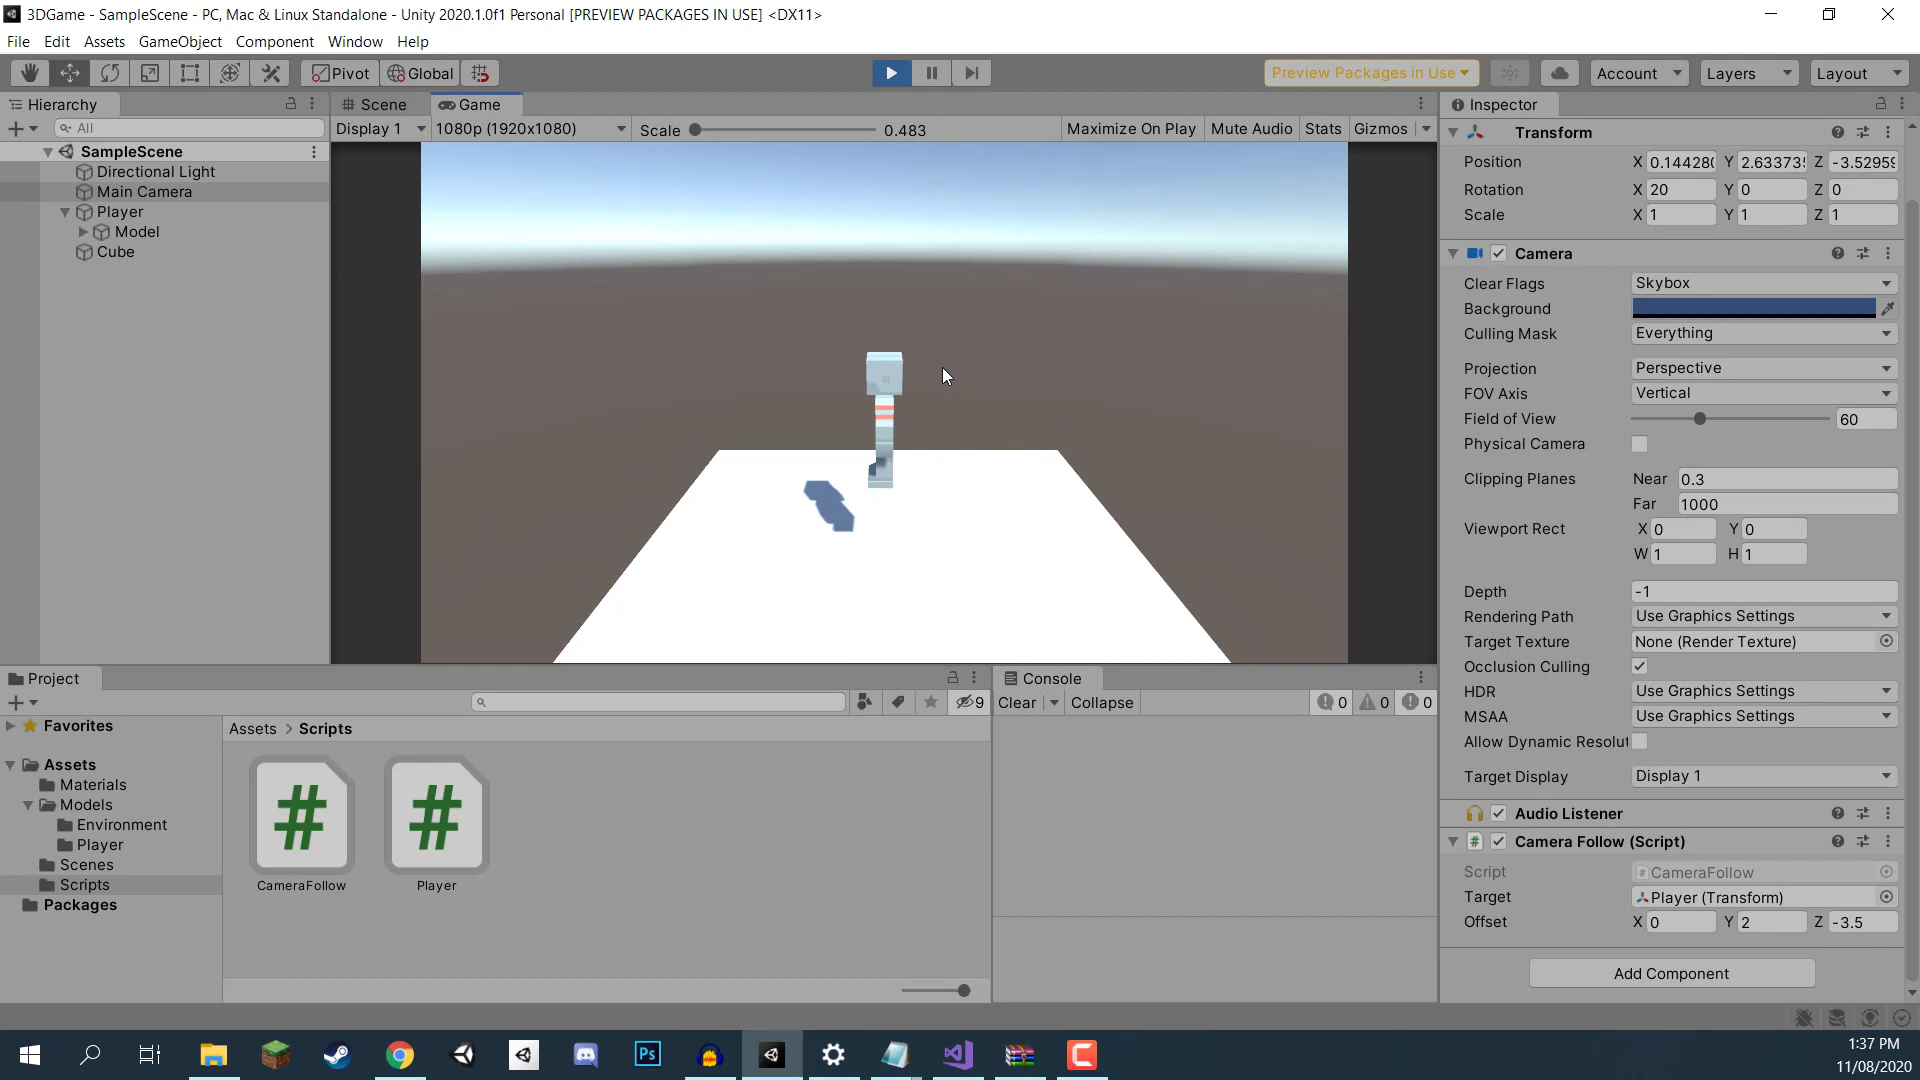 3DGame - SampleScene - PC, Mac & Linux Standalone - Unity 2020.1.0f1 Personal [PREVIEW PACKAGES IN USE] <DX11>
File Edit Assets GameObject Component Window Help
Pivot Global Preview Packages in Use Account Layers Layout
Hierarchy
All
SampleScene
Directional Light
Main Camera
Player
Model
Cube
Scene Game
Display 1 1080p (1920x1080) Scale 0.483 Maximize On Play Mute Audio Stats Gizmos
Inspector
Transform
Position X 0.14428( Y 2.63373 Z -3.5295
Rotation X 20 Y 0 Z 0
Scale X 1 Y 1 Z 1
Camera
Clear Flags Skybox
Background
Culling Mask Everything
Projection Perspective
FOV Axis Vertical
Field of View 60
Physical Camera
Clipping Planes Near 0.3
Far 1000
Viewport Rect X 0 Y 0
W 1 H 1
Depth -1
Rendering Path Use Graphics Settings
Target Texture None (Render Texture)
Occlusion Culling
HDR Use Graphics Settings
MSAA Use Graphics Settings
Allow Dynamic Resolut
Target Display Display 1
Audio Listener
Camera Follow (Script)
Script # CameraFollow
Target Player (Transform)
Offset X 0 Y 2 Z -3.5
Add Component
Project
9
Favorites
Assets
Materials
Models
Environment
Player
Scenes
Scripts
Packages
Assets > Scripts
# #
CameraFollow Player
Console
Clear Collapse 0 0 0
Ps
1:37 PM
11/08/2020